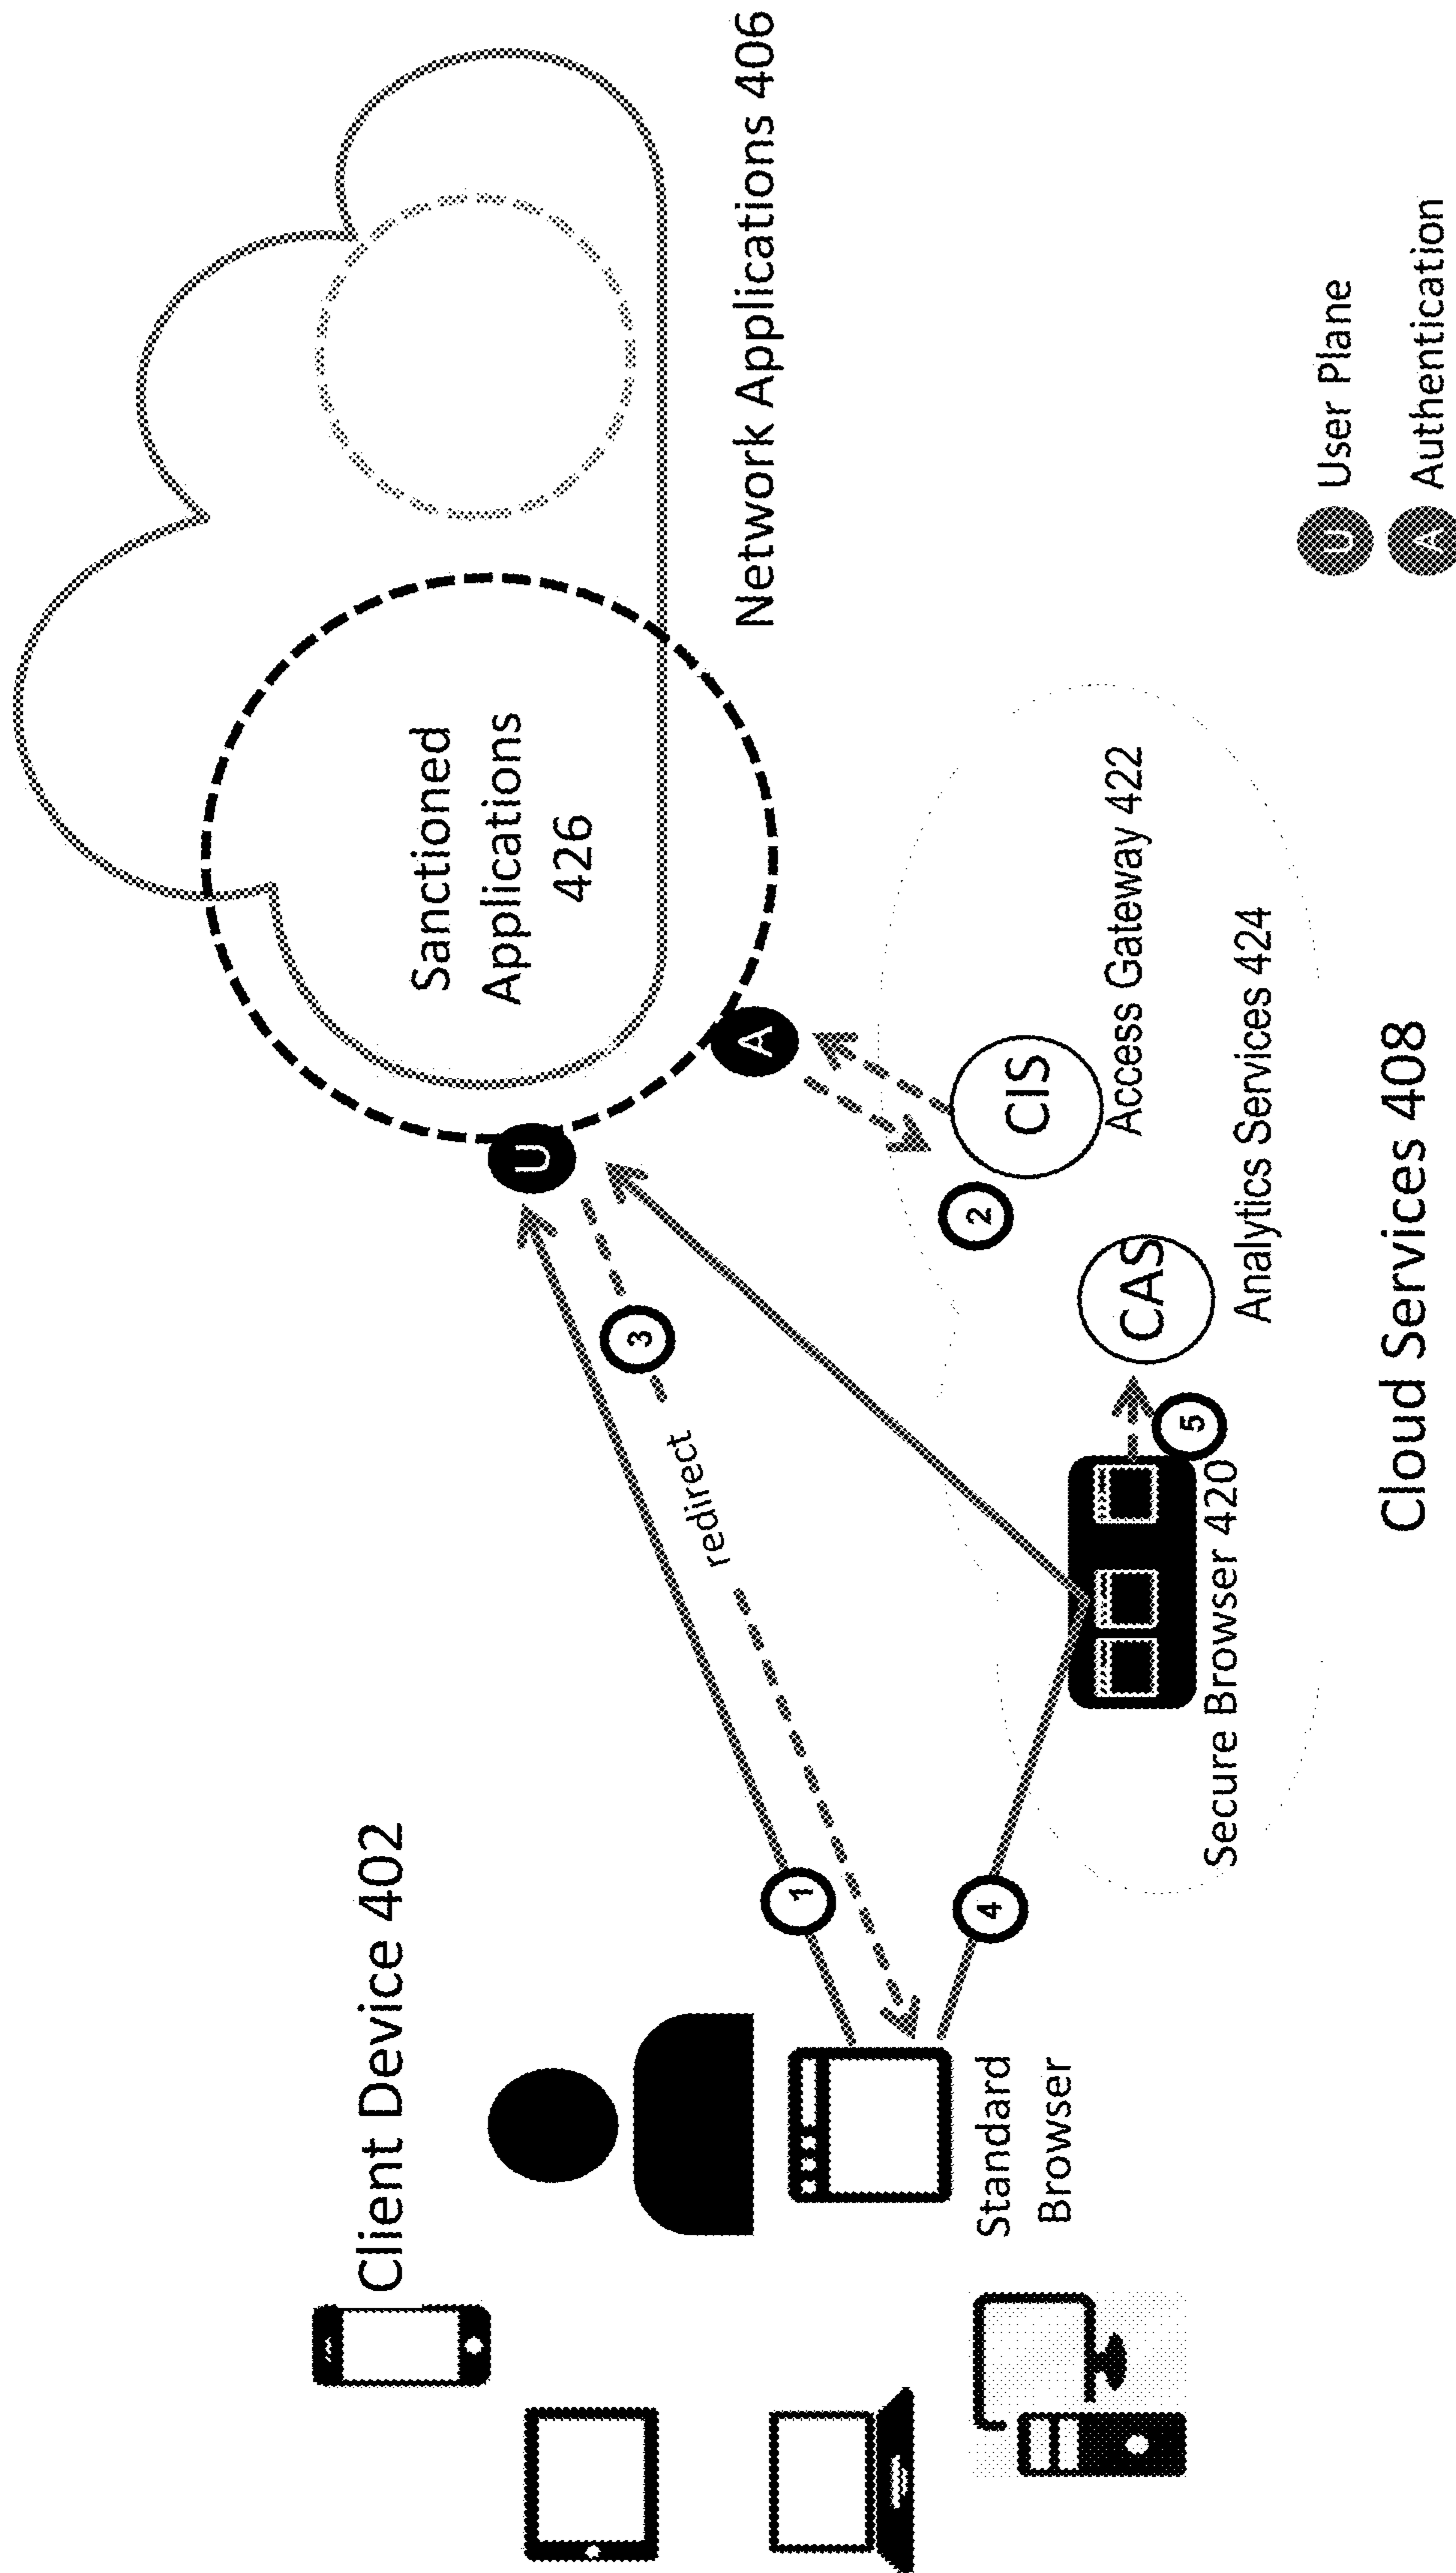 Client Device 402
Standard
Browser
1
redirect
3
4
U
A
Sanctioned
Applications
426
Network Applications 406
2
CIS
Access Gateway 422
CAS
Analytics Services 424
5
Secure Browser 420
Cloud Services 408
U User Plane
A Authentication